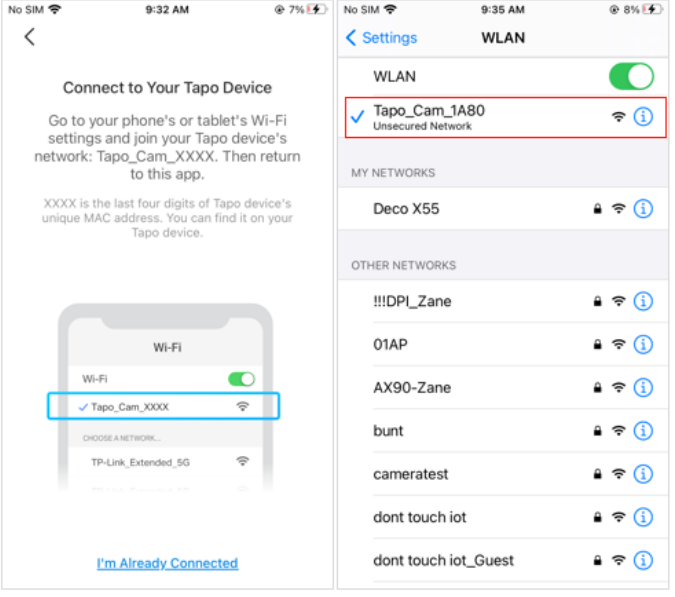 No SIM 9:32 AM 7%
Connect to Your Tapo Device
Go to your phone's or tablet's Wi-Fi
settings and join your Tapo device's
network: Tapo_Cam_XXXX. Then return
to this app.
XXXX is the last four digits of Tapo device's
unique MAC address. You can find it on your
Tapo device.
Wi-Fi
Wi-Fi
Tapo_Cam_XXXX
CHOOSE A NETWORK...
TP-Link_Extended_5G
I'm Already Connected
No SIM 9:35 AM 8%
Settings WLAN
WLAN
Tapo_Cam_1A80
Unsecured Network
MY NETWORKS
Deco X55
OTHER NETWORKS
!!!DPI_Zane
01AP
AX90-Zane
bunt
cameratest
dont touch iot
dont touch iot_Guest